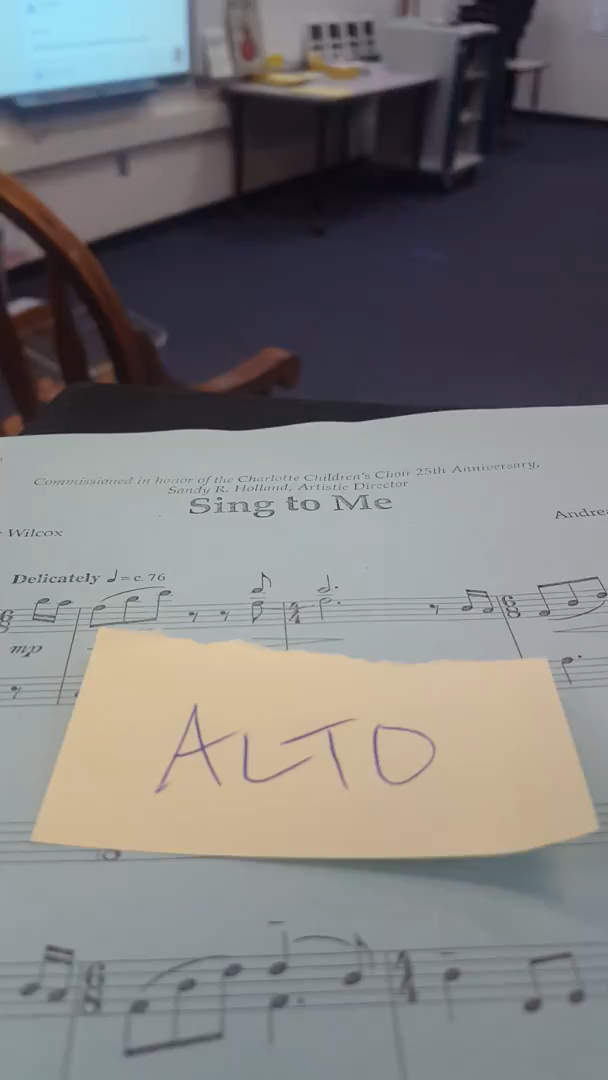 Commissioned in honor of the Charlotte Children's Choir 25th Anniversary,
Sandy R. Holland, Artistic Director
Sing to Me
Wilcox
Andrea
Delicately ♩ = c. 76
mp
ALTO